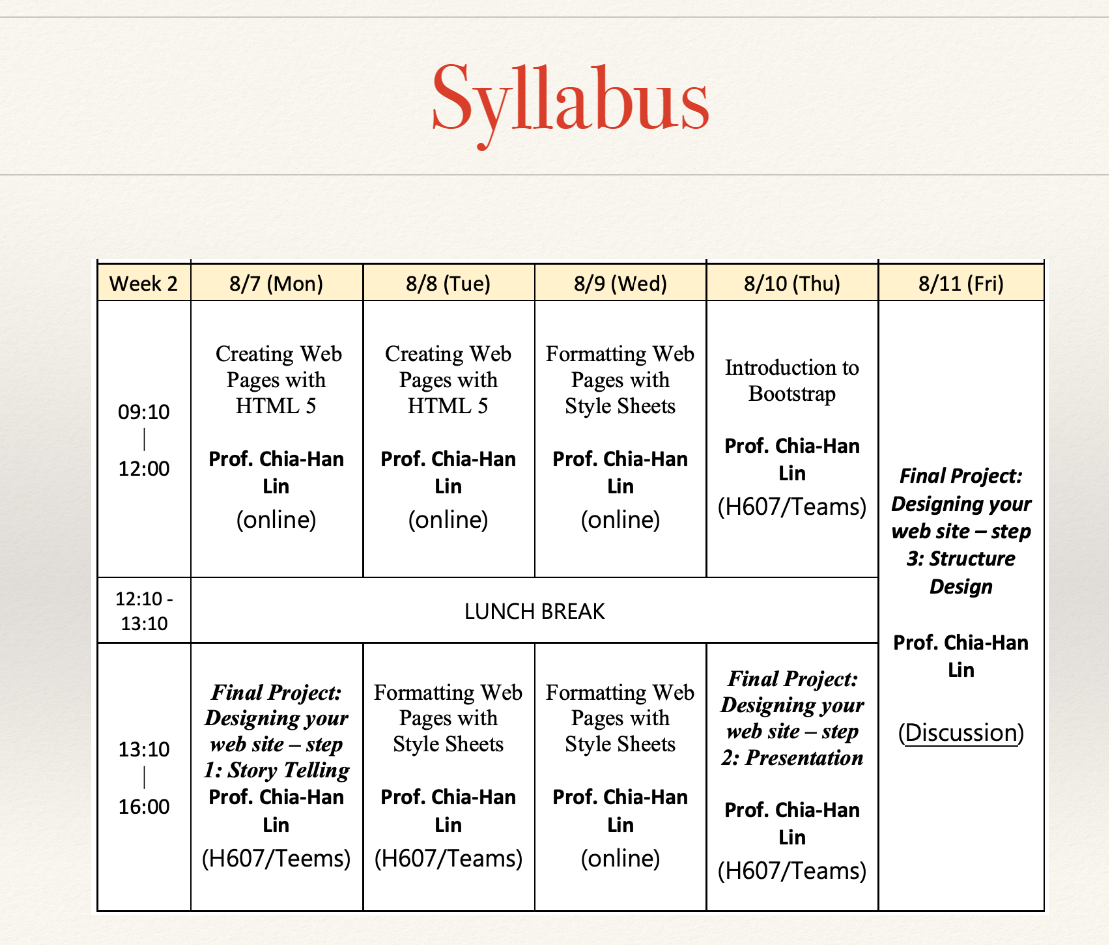 Syllabus
Week 2
8/7 (Mon)
8/8 (Tue)
8/9 (Wed)
8/10 (Thu)
8/11 (Fri)
09:10
|
12:00
Creating Web
Pages with
HTML 5
Prof. Chia-Han
Lin
(online)
Creating Web
Pages with
HTML 5
Prof. Chia-Han
Lin
(online)
Formatting Web
Pages with
Style Sheets
Prof. Chia-Han
Lin
(online)
Introduction to
Bootstrap
Prof. Chia-Han
Lin
(H607/Teams)
Final Project:
Designing your
web site – step
3: Structure
Design
Prof. Chia-Han
Lin
(Discussion)
12:10 -
13:10
LUNCH BREAK
13:10
|
16:00
Final Project:
Designing your
web site – step
1: Story Telling
Prof. Chia-Han
Lin
(H607/Teems)
Formatting Web
Pages with
Style Sheets
Prof. Chia-Han
Lin
(H607/Teams)
Formatting Web
Pages with
Style Sheets
Prof. Chia-Han
Lin
(online)
Final Project:
Designing your
web site – step
2: Presentation
Prof. Chia-Han
Lin
(H607/Teams)